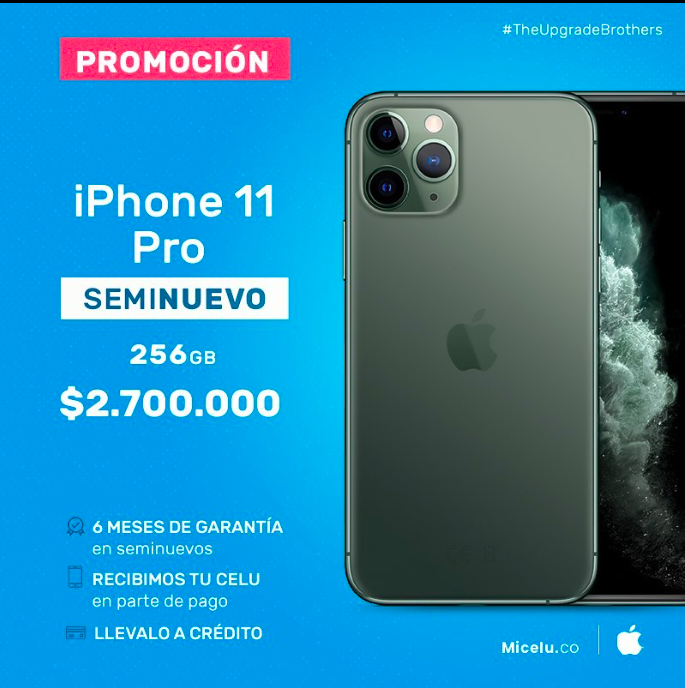 #TheUpgradeBrothers
PROMOCIÓN
iPhone 11
Pro
SEMINUEVO
256GB
$2.700.000
6 MESES DE GARANTÍA
en seminuevos
RECIBIMOS TU CELU
en parte de pago
LLEVALO A CRÉDITO
Micelu.co